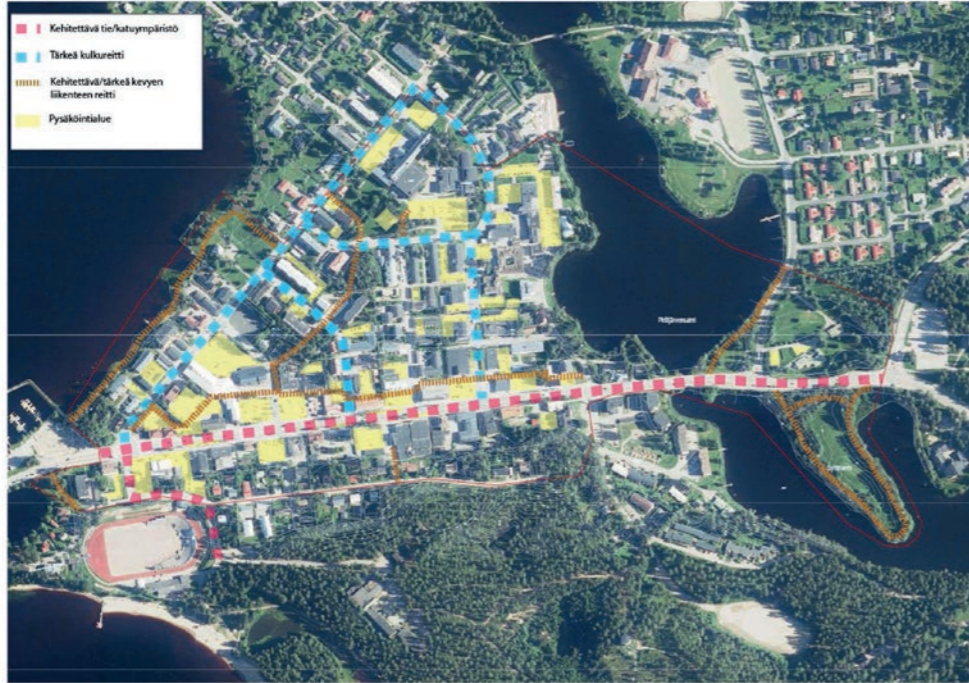 Kehitettävä tie/katuympäristö
Tärkeä kulkureitti
Kehitettävä/tärkeä kevyen
liikenteen reitti
Pysäköintialue